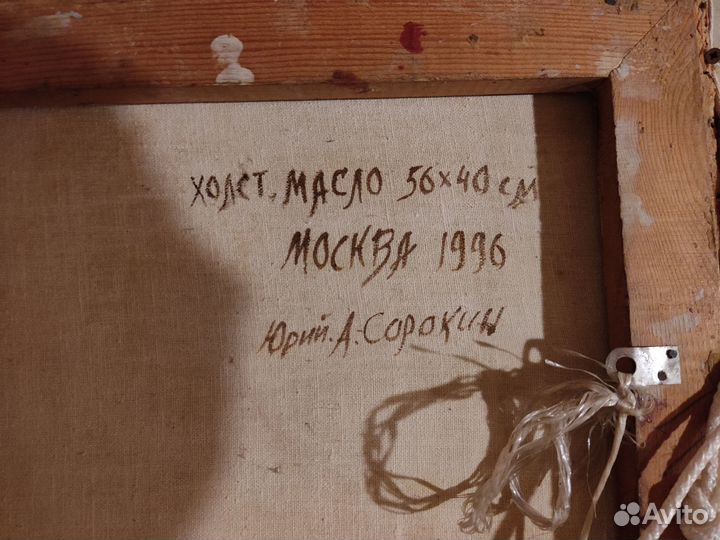 ХОЛСТ. МАСЛО 56×40 см
МОСКВА 1996
Юрий. А-Сорокин
Avito